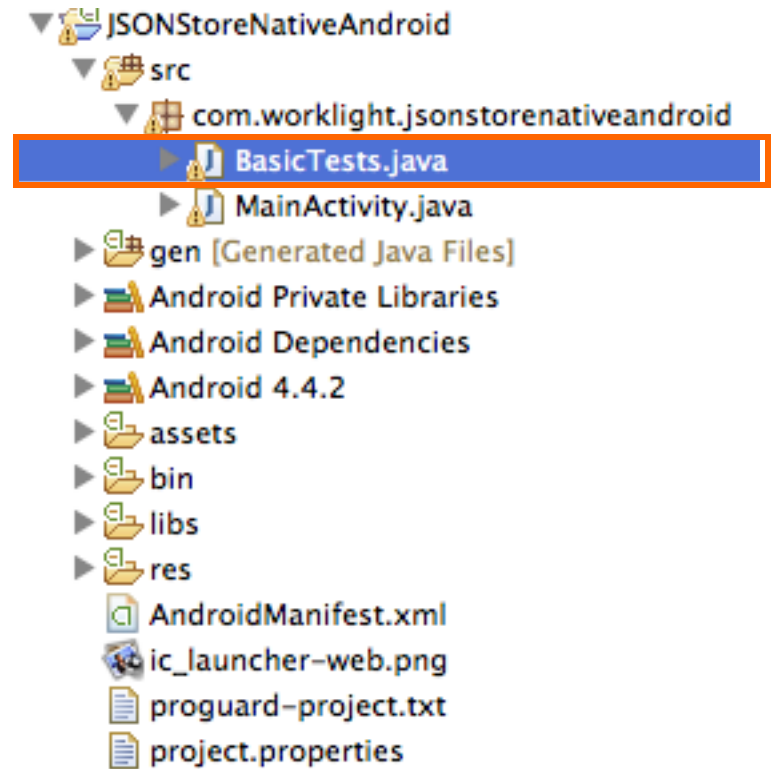 JSONStoreNativeAndroid
src
com.worklight.jsonstorenativeandroid
BasicTests.java
MainActivity.java
gen [Generated Java Files]
Android Private Libraries
Android Dependencies
Android 4.4.2
assets
bin
libs
res
AndroidManifest.xml
ic_launcher-web.png
proguard-project.txt
project.properties